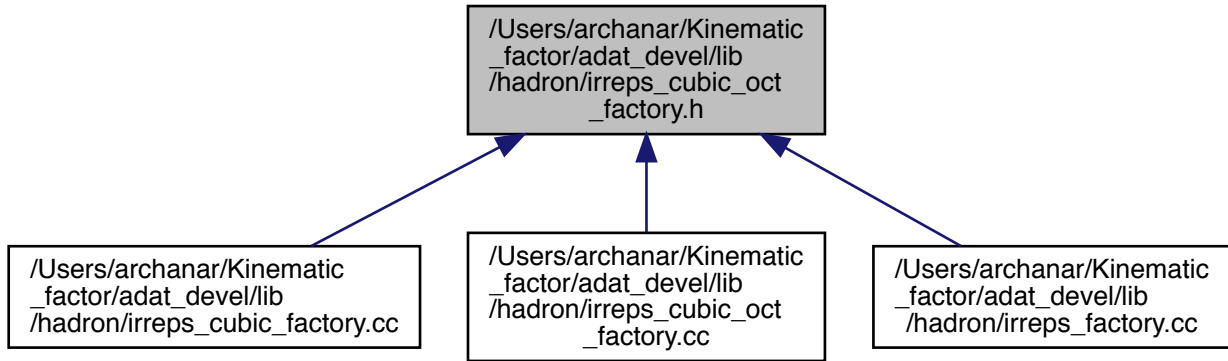 /Users/archanar/Kinematic
_factor/adat_devel/lib
/hadron/irreps_cubic_oct
_factory.h
/Users/archanar/Kinematic
_factor/adat_devel/lib
/hadron/irreps_cubic_factory.cc
/Users/archanar/Kinematic
_factor/adat_devel/lib
/hadron/irreps_cubic_oct
_factory.cc
/Users/archanar/Kinematic
_factor/adat_devel/lib
/hadron/irreps_factory.cc